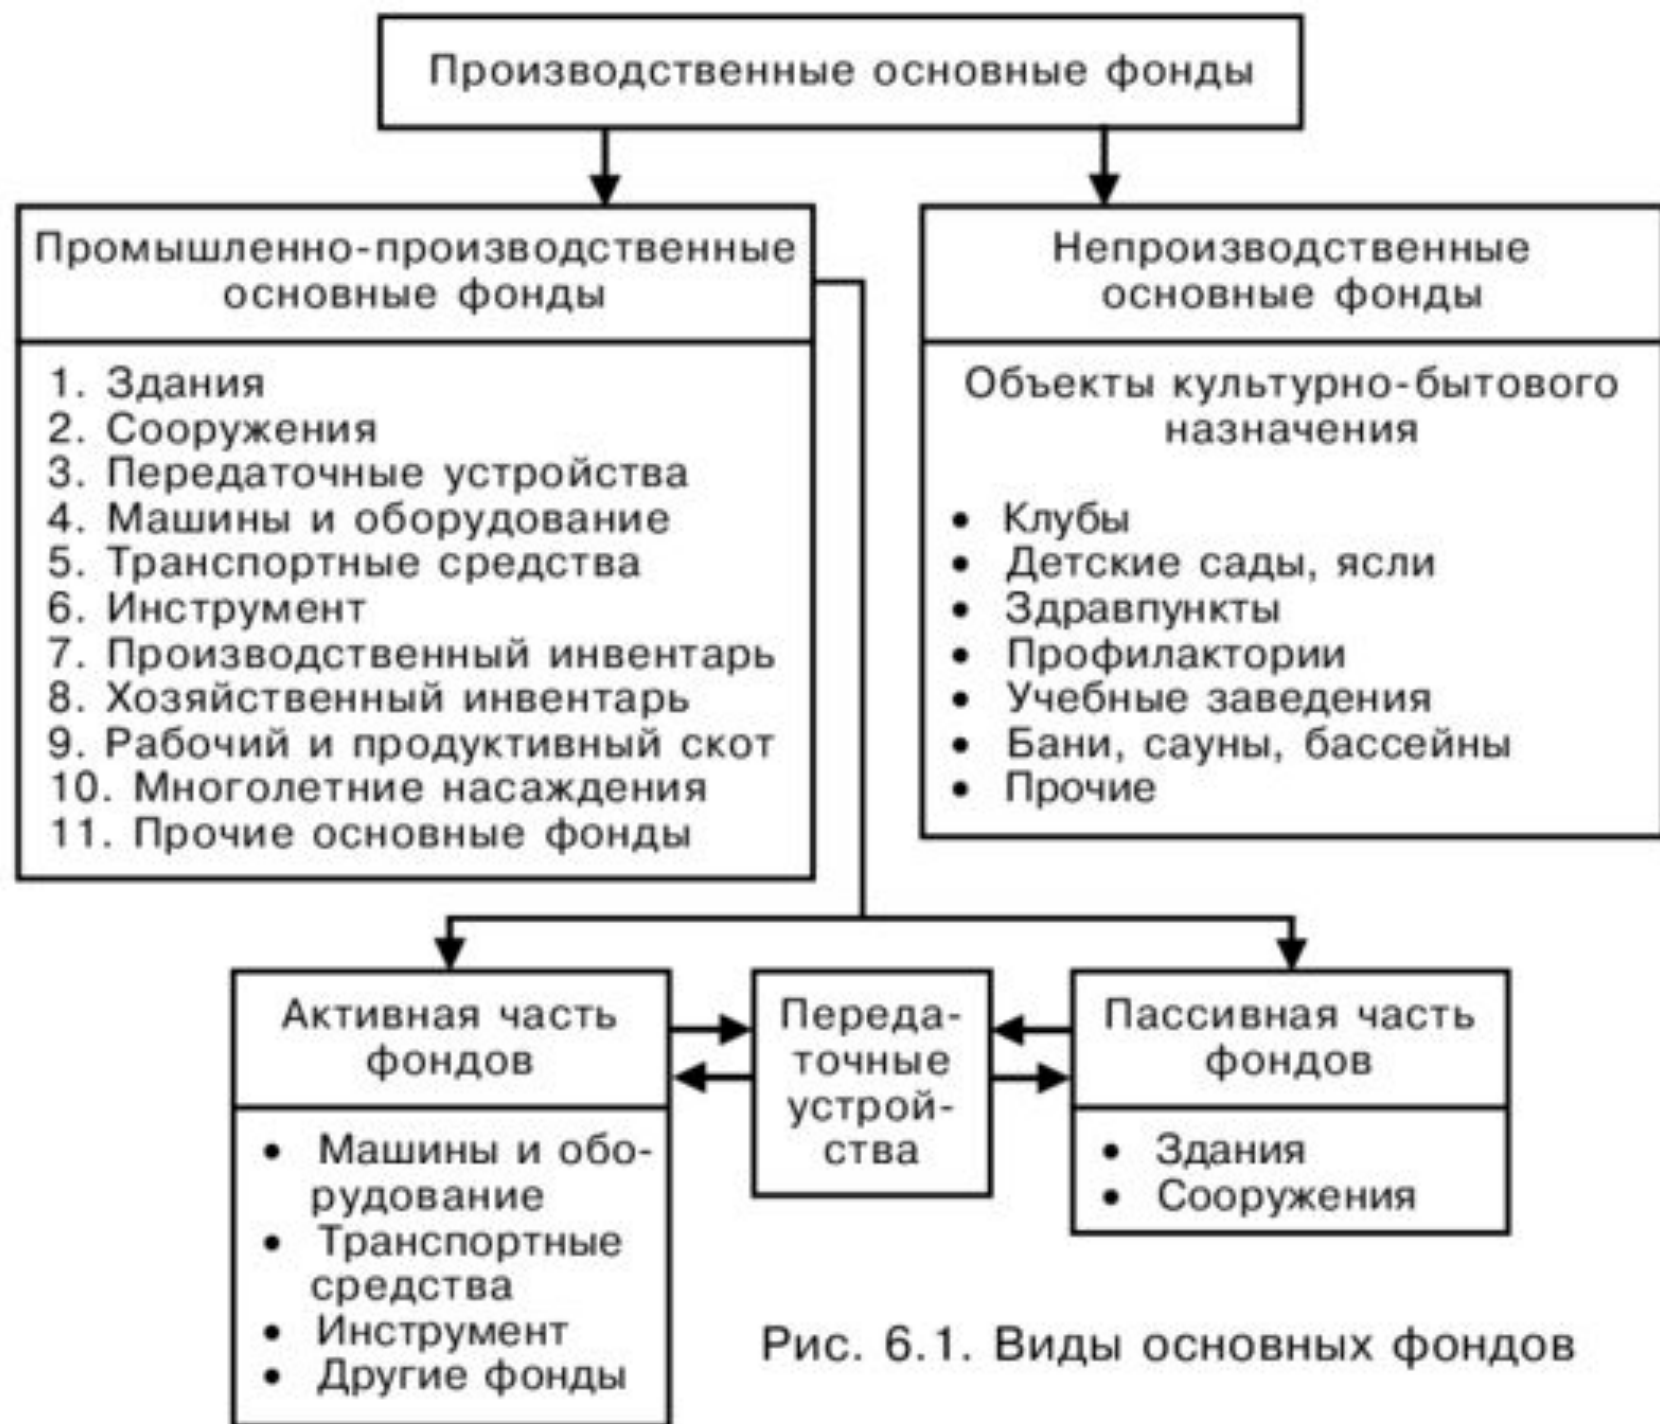 Производственные основные фонды
Промышленно-производственные
основные фонды
1. Здания
2. Сооружения
3. Передаточные устройства
4. Машины и оборудование
5. Транспортные средства
6. Инструмент
7. Производственный инвентарь
8. Хозяйственный инвентарь
9. Рабочий и продуктивный скот
10. Многолетние насаждения
11. Прочие основные фонды
Непроизводственные
основные фонды
Объекты культурно-бытового
назначения
• Клубы
• Детские сады, ясли
• Здравпункты
• Профилактории
• Учебные заведения
• Бани, сауны, бассейны
• Прочие
Активная часть
фондов
• Машины и обо-
рудование
• Транспортные
средства
• Инструмент
• Другие фонды
Переда-
точные
устрой-
ства
Пассивная часть
фондов
• Здания
• Сооружения
Рис. 6.1. Виды основных фондов